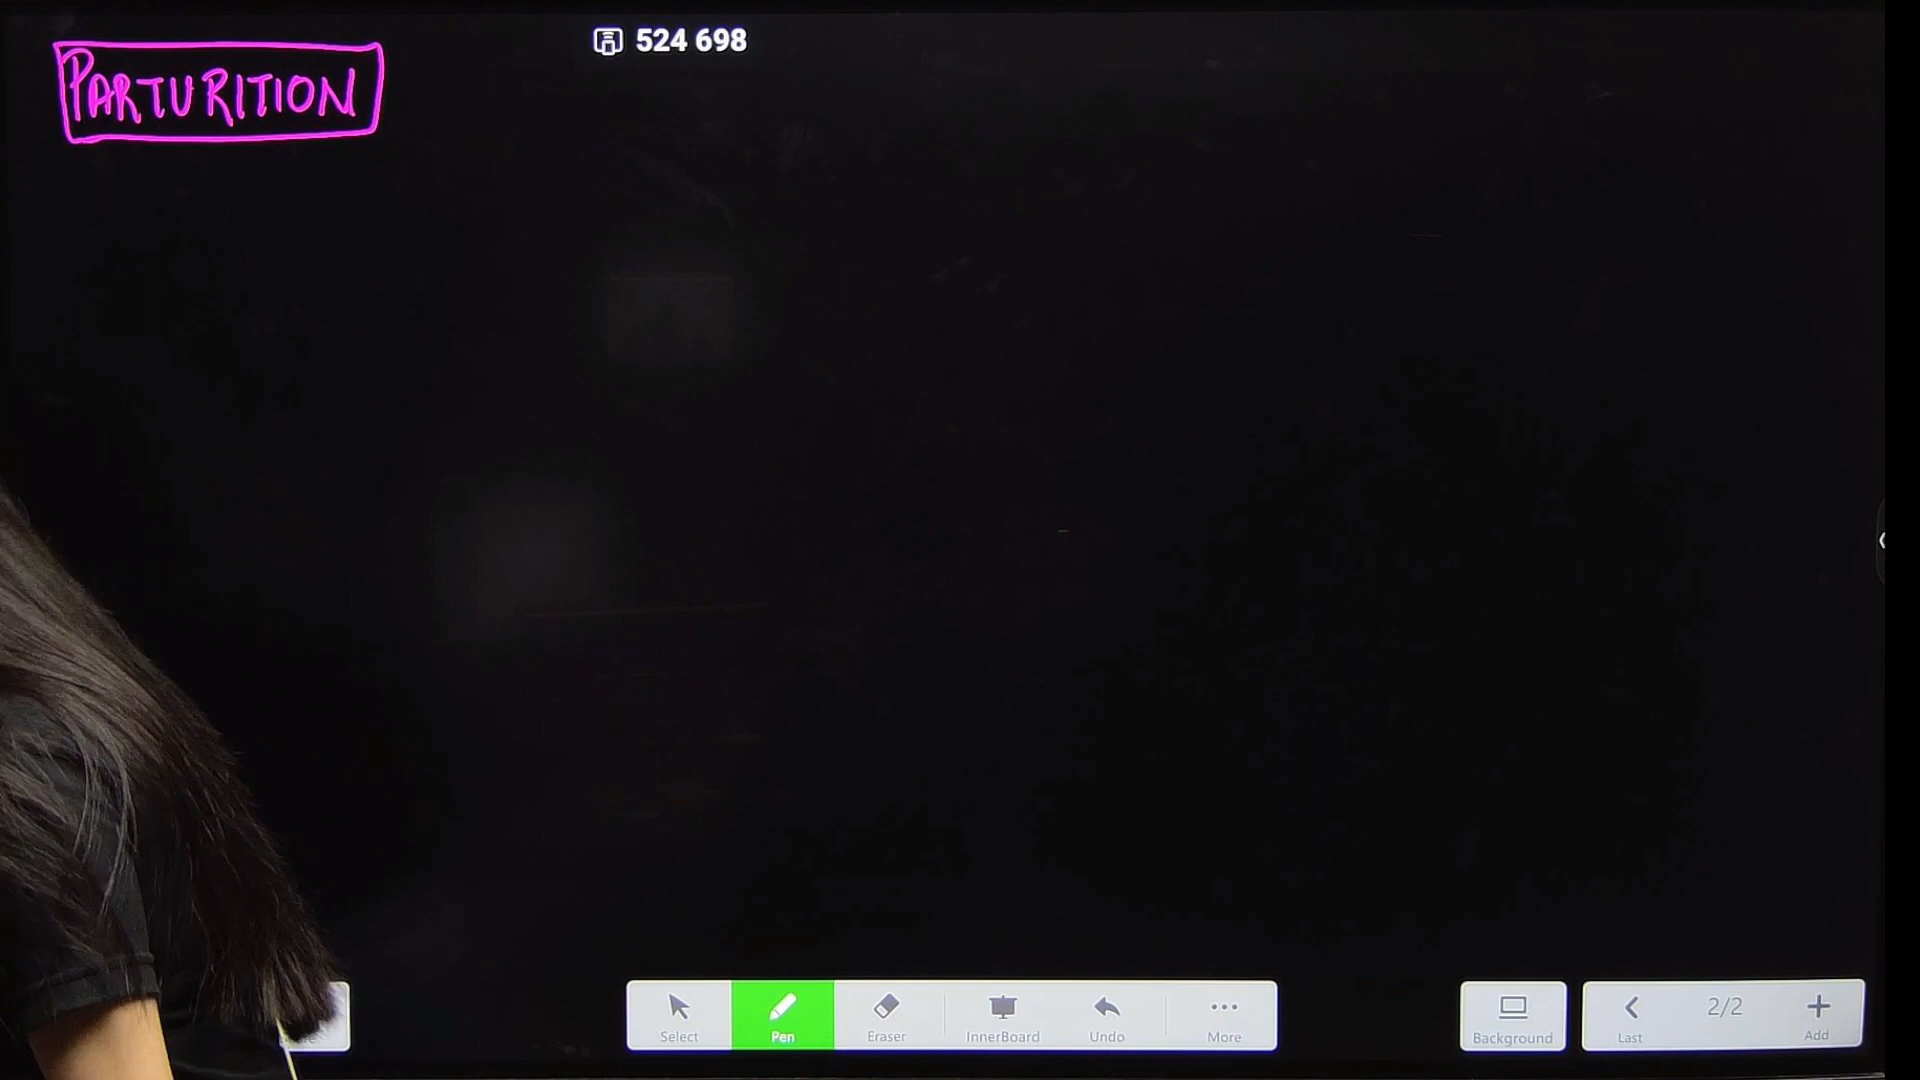 524 698
PARTURITION
Select
Pen
Eraser
InnerBoard
Undo
More
Background
Last
2/2
Add